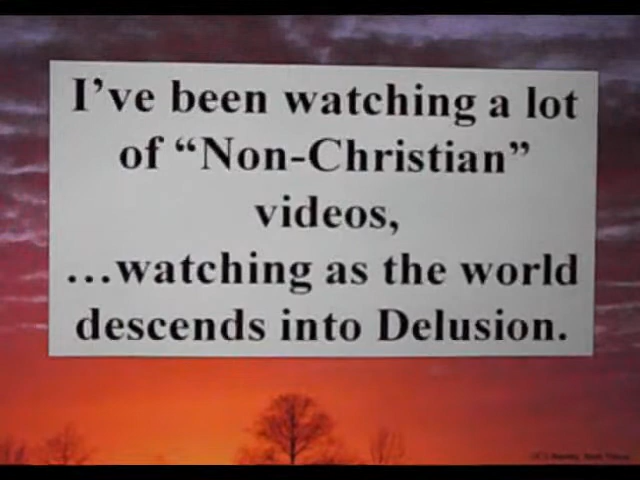 I’ve been watching a lot
of “Non-Christian”
videos,
…watching as the world
descends into Delusion.